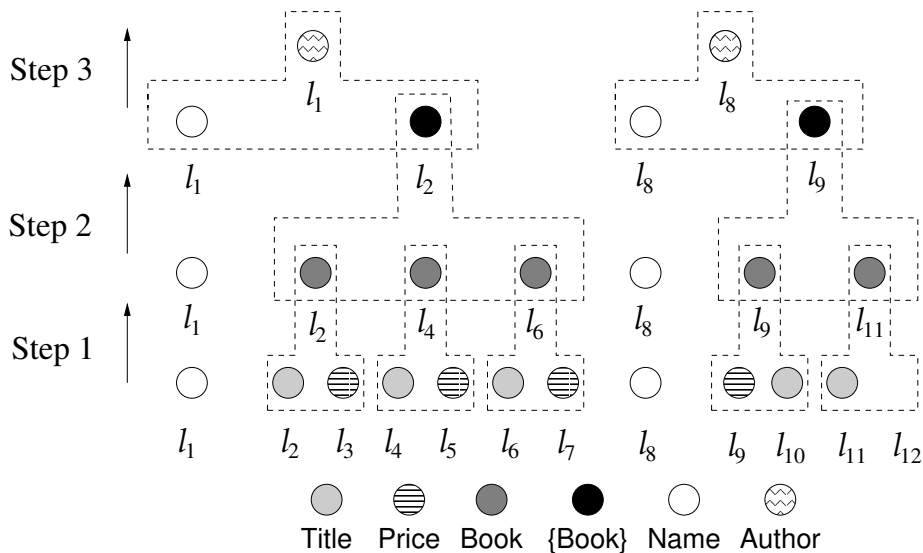 Step 3
l1 l8
l1 l2 l8 l9
Step 2
l1 l2 l4 l6 l8 l9 l11
Step 1
l1 l2 l3 l4 l5 l6 l7 l8 l9 l10 l11 l12
Title Price Book {Book} Name Author